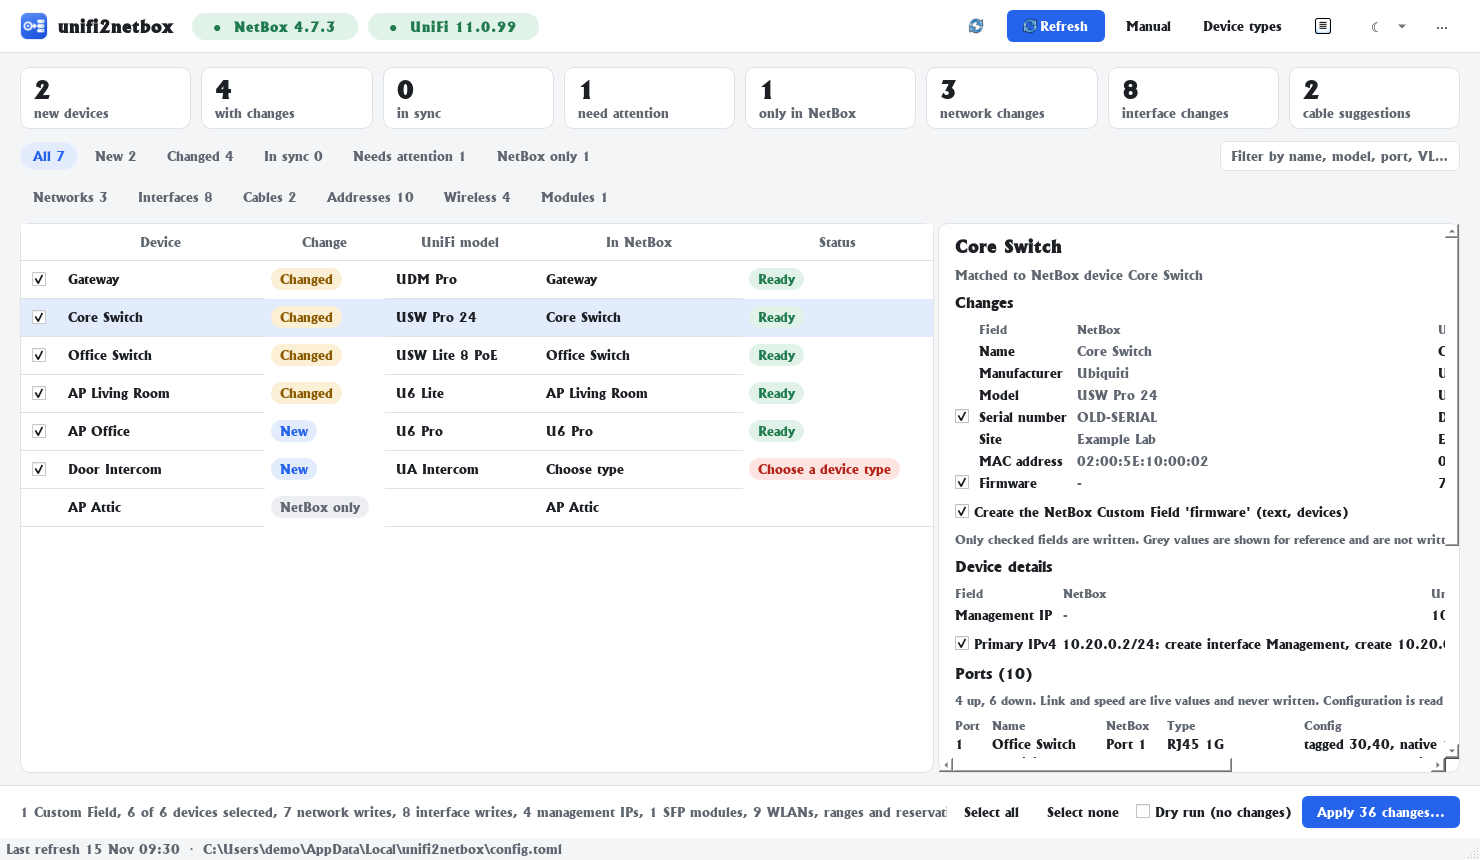 unifi2netbox
NetBox 4.7.3
UniFi 11.0.99
Refresh
Manual
Device types
2
new devices
4
with changes
0
in sync
1
need attention
1
only in NetBox
3
network changes
8
interface changes
2
cable suggestions
All 7
New 2
Changed 4
In sync 0
Needs attention 1
NetBox only 1
Filter by name, model, port, VL...
Networks 3
Interfaces 8
Cables 2
Addresses 10
Wireless 4
Modules 1
Device Change UniFi model In NetBox Status
Gateway Changed UDM Pro Gateway Ready
Core Switch Changed USW Pro 24 Core Switch Ready
Office Switch Changed USW Lite 8 PoE Office Switch Ready
AP Living Room Changed U6 Lite AP Living Room Ready
AP Office New U6 Pro U6 Pro Ready
Door Intercom New UA Intercom Choose type Choose a device type
AP Attic NetBox only AP Attic
Core Switch
Matched to NetBox device Core Switch
Changes
Field NetBox U
Name Core Switch C
Manufacturer Ubiquiti U
Model USW Pro 24 U
Serial number OLD-SERIAL D
Site Example Lab E
MAC address 02:00:5E:10:00:02 0
Firmware - 7
Create the NetBox Custom Field 'firmware' (text, devices)
Only checked fields are written. Grey values are shown for reference and are not writt
Device details
Field NetBox Un
Management IP - 10
Primary IPv4 10.20.0.2/24: create interface Management, create 10.20.0
Ports (10)
4 up, 6 down. Link and speed are live values and never written. Configuration is read
Port Name NetBox Type Config
1 Office Switch Port 1 RJ45 1G tagged 30,40, native
1 Custom Field, 6 of 6 devices selected, 7 network writes, 8 interface writes, 4 management IPs, 1 SFP modules, 9 WLANs, ranges and reservati
Select all
Select none
Dry run (no changes)
Apply 36 changes...
Last refresh 15 Nov 09:30 · C:\Users\demo\AppData\Local\unifi2netbox\config.toml